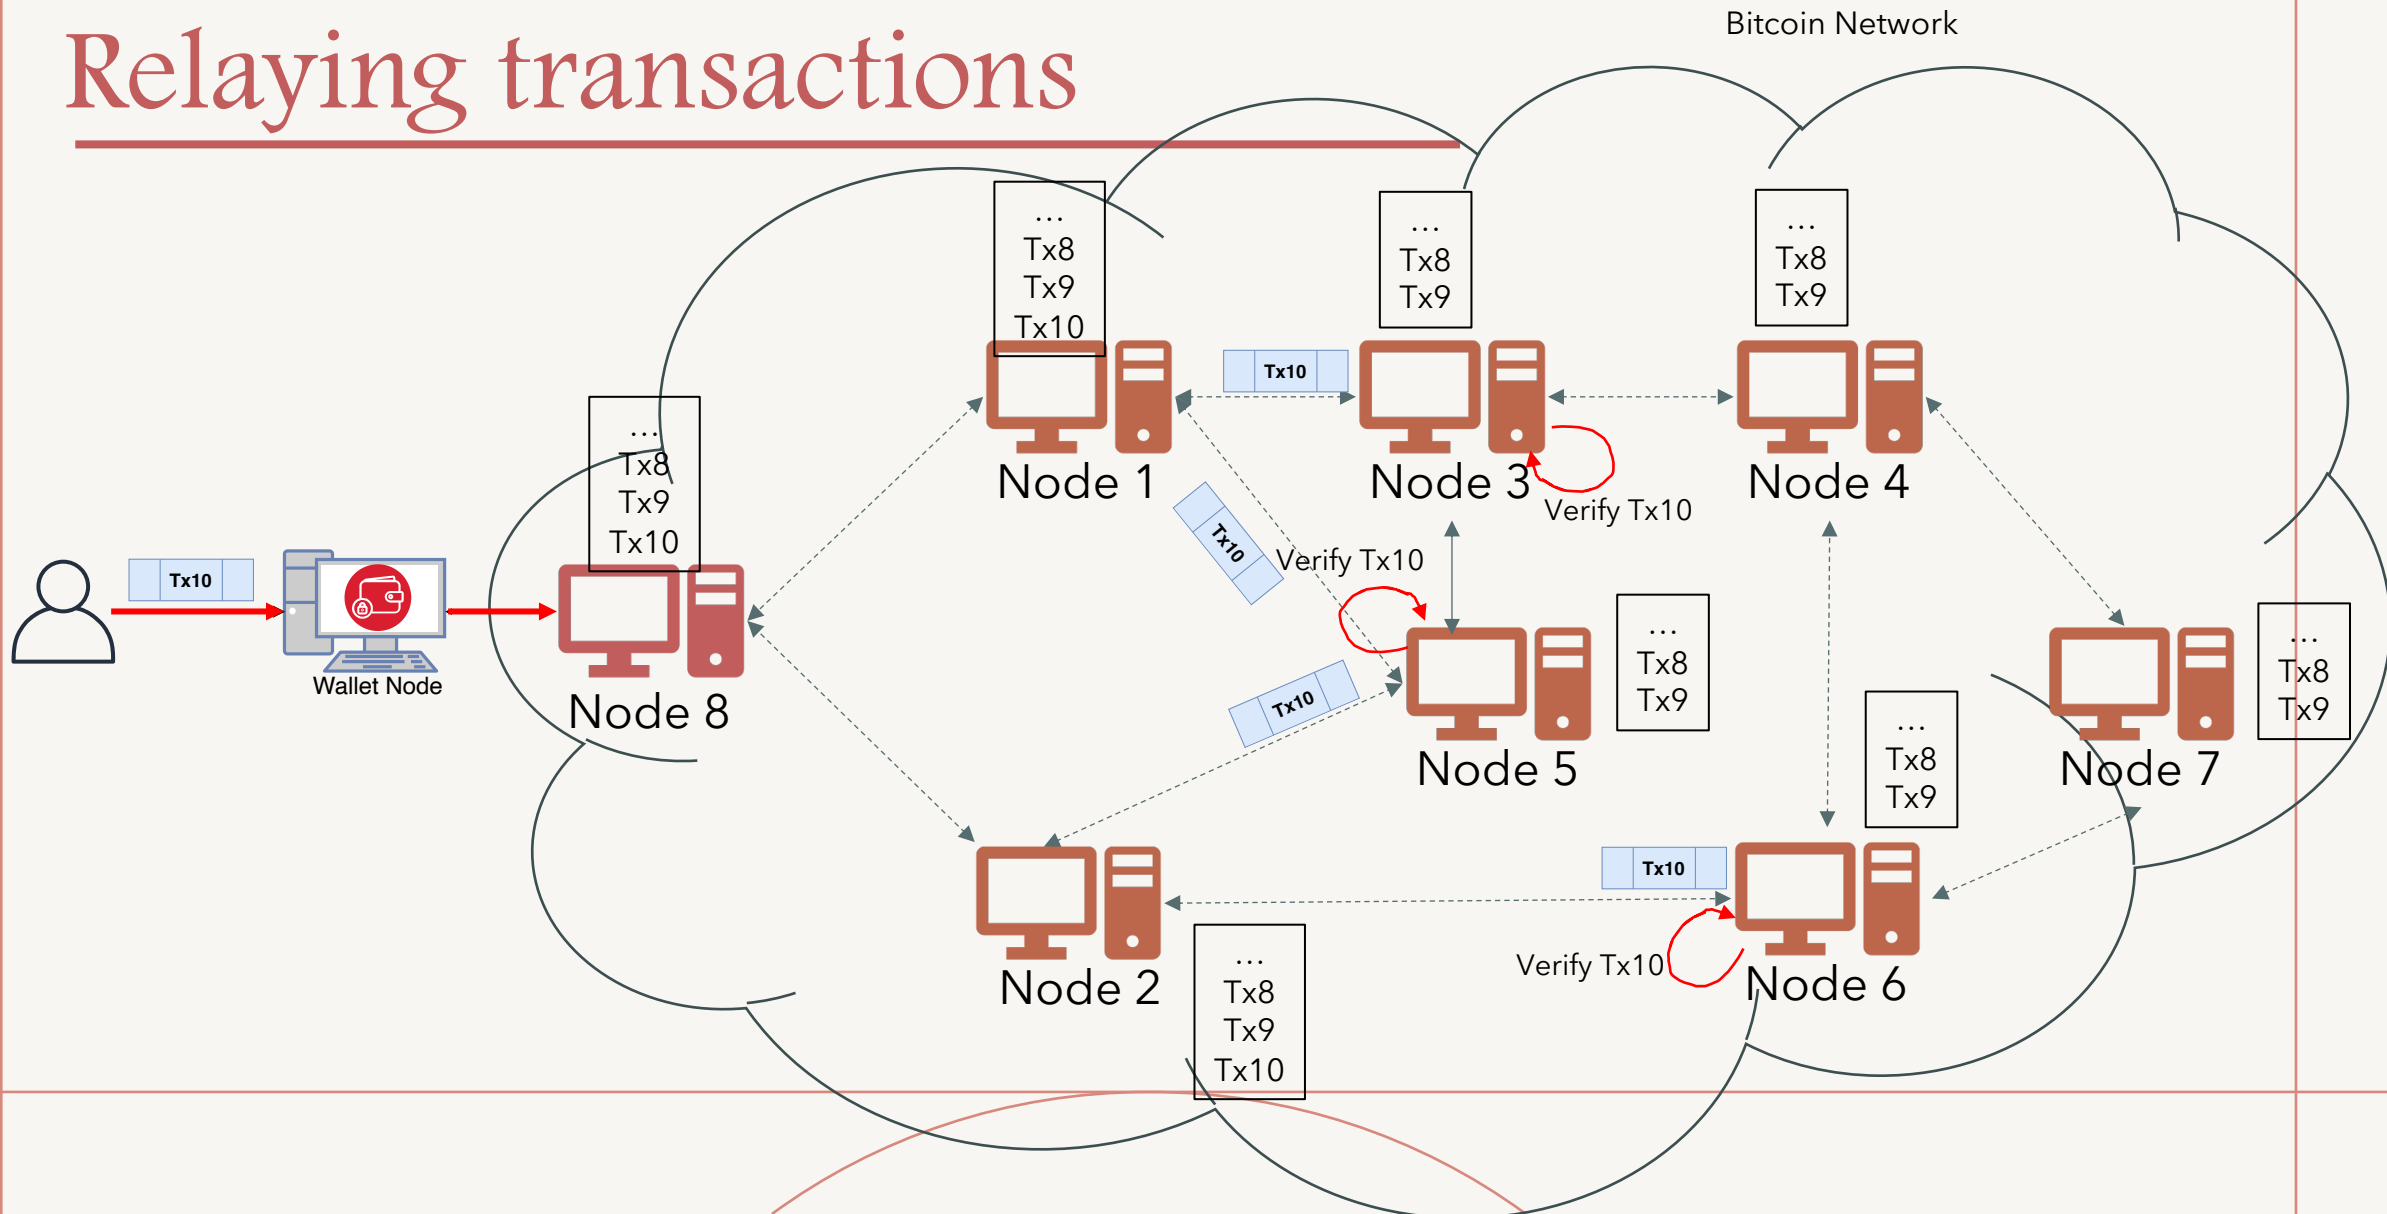 Relaying transactions
Bitcoin Network
...
Tx8
Tx9
Tx10
...
Tx8
Tx9
...
Tx8
Tx9
Tx10
Node 1
Node 3
Node 4
Verify Tx10
...
Tx8
Tx9
Tx10
Tx10
Verify Tx10
Tx10
Wallet Node
Node 8
Tx10
...
Tx8
Tx9
Node 5
...
Tx8
Tx9
Node 7
...
Tx8
Tx9
Tx10
Verify Tx10
Node 6
Node 2
...
Tx8
Tx9
Tx10